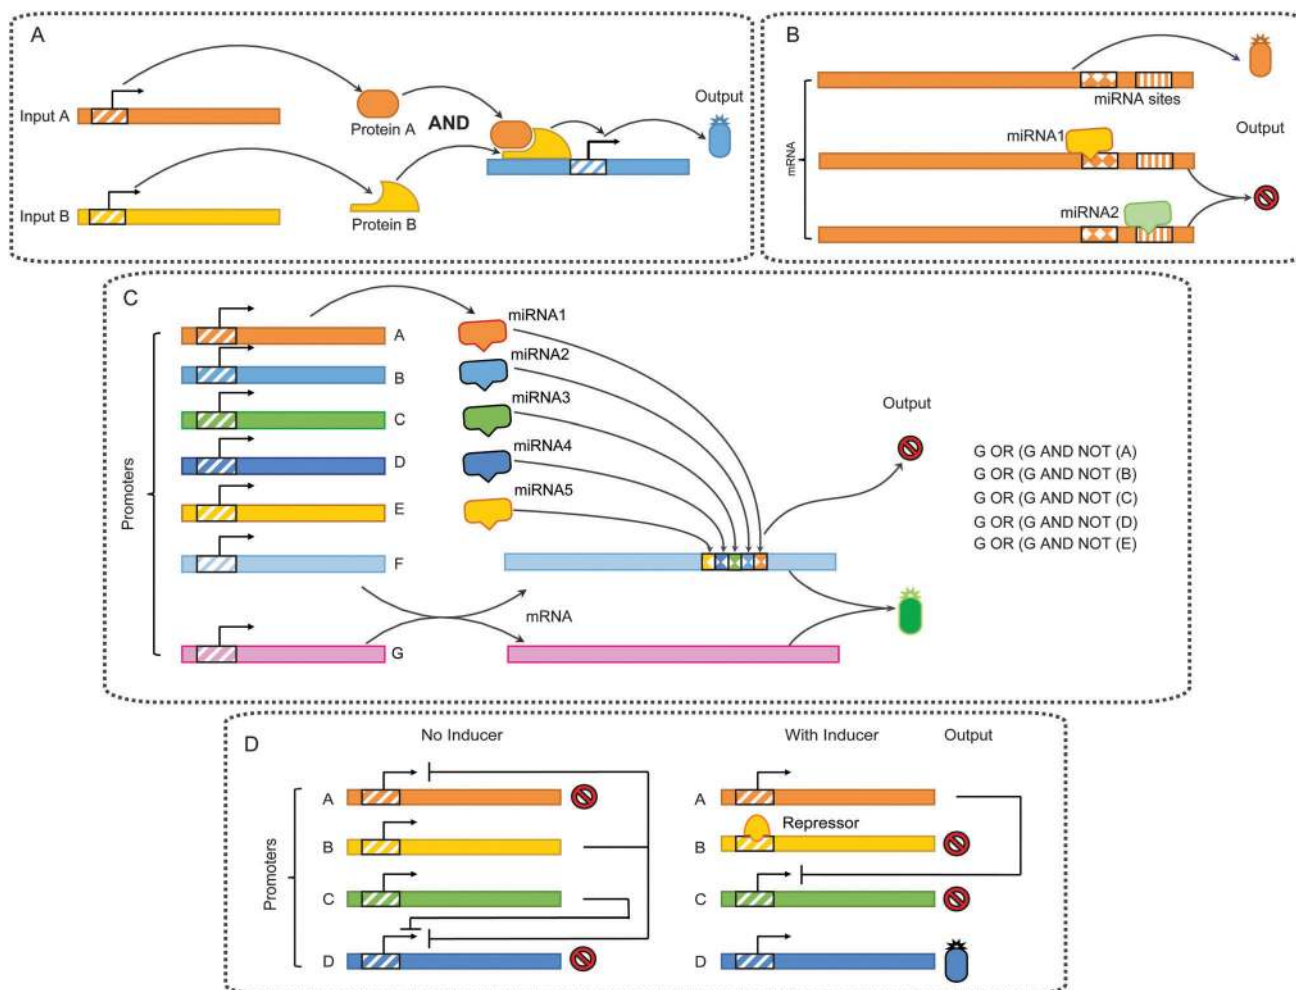 A
Input A
Protein A
AND
Output
Input B
Protein B
B
miRNA sites
miRNA1
Output
mRNA
miRNA2
C
Promoters
A
B
C
D
E
F
G
miRNA1
miRNA2
miRNA3
miRNA4
miRNA5
mRNA
Output
G OR (G AND NOT (A)
G OR (G AND NOT (B)
G OR (G AND NOT (C)
G OR (G AND NOT (D)
G OR (G AND NOT (E)
D
No Inducer
With Inducer
Output
Promoters
A
B
C
D
A
Repressor
B
C
D